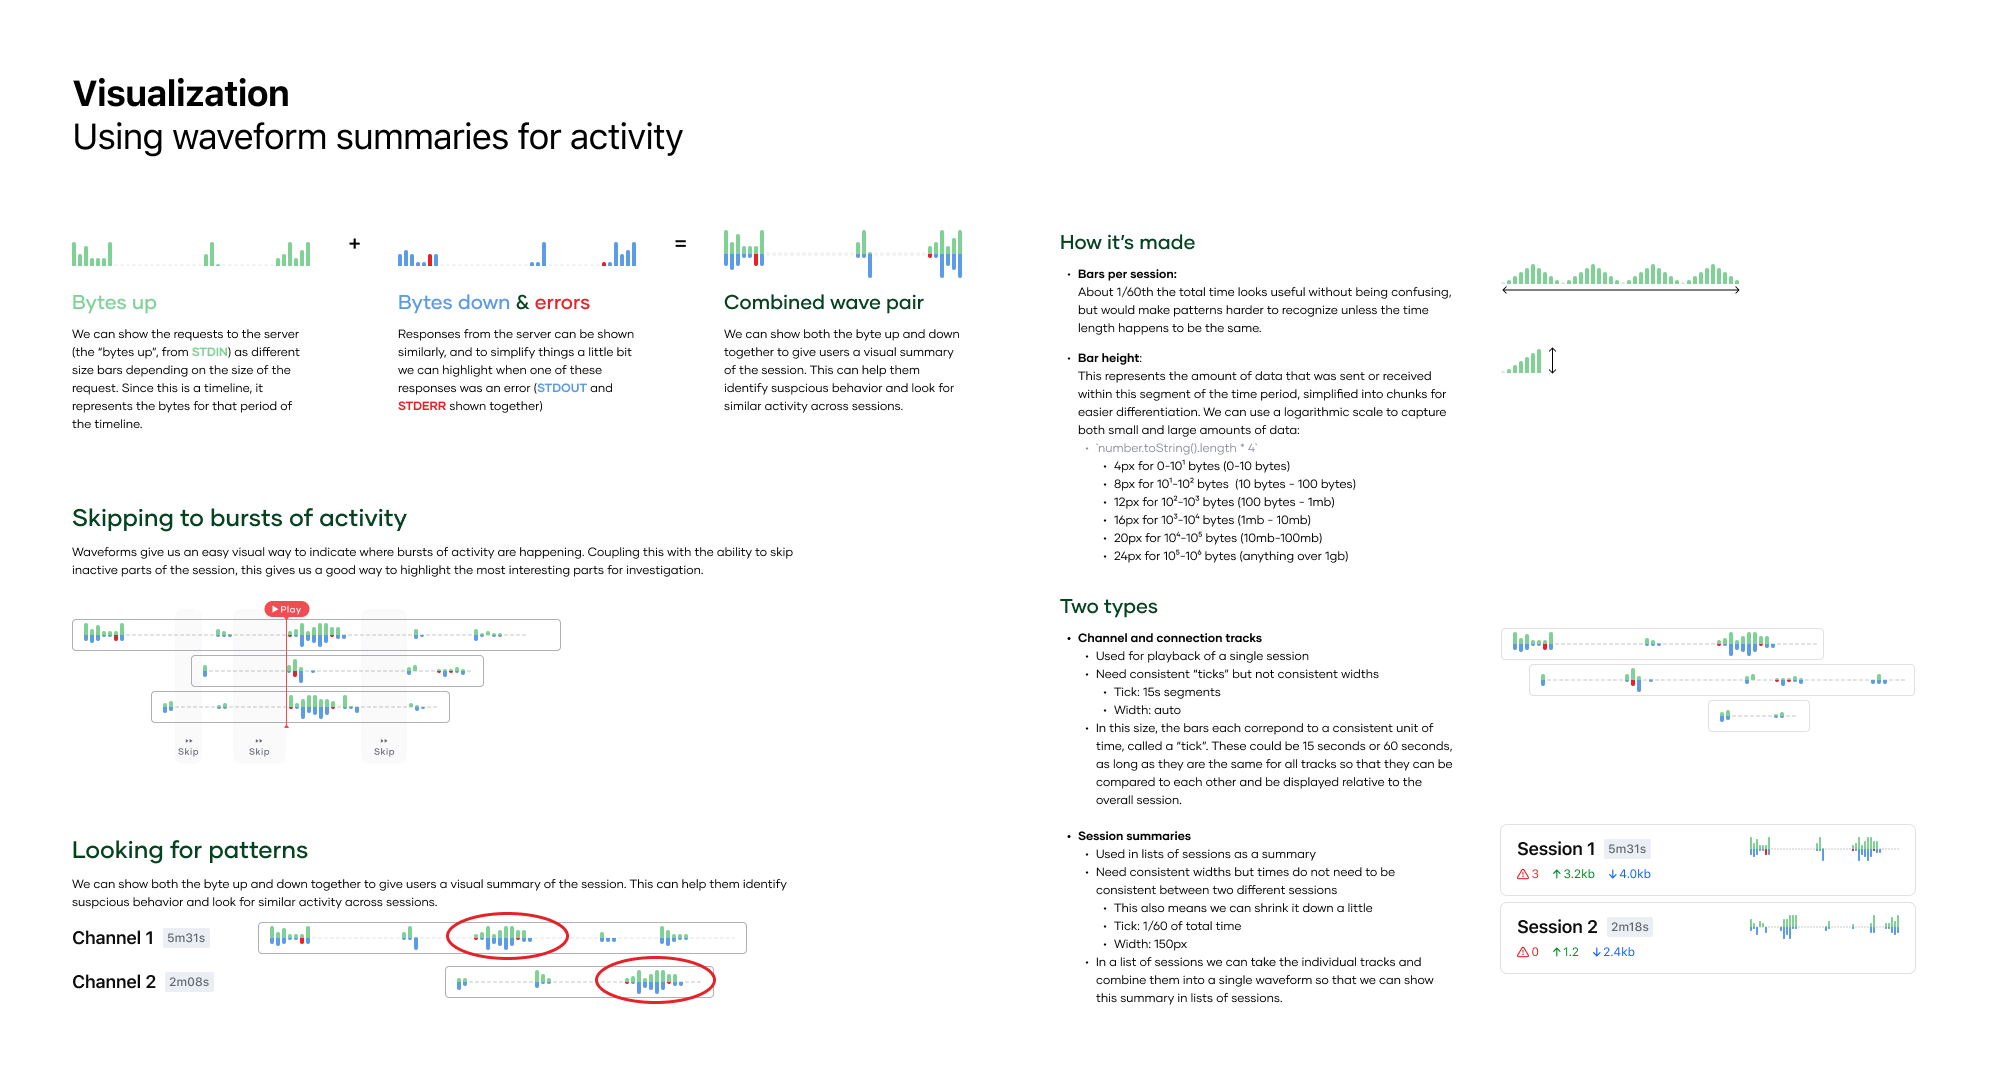 Visualization
Using waveform summaries for activity
+
=
Bytes up
We can show the requests to the server
(the “bytes up”, from STDIN) as different
size bars depending on the size of the
request. Since this is a timeline, it
represents the bytes for that period of
the timeline.
Bytes down & errors
Responses from the server can be shown
similarly, and to simplify things a little bit
we can highlight when one of these
responses was an error (STDOUT and
STDERR shown together)
Combined wave pair
We can show both the byte up and down
together to give users a visual summary
of the session. This can help them
identify suspcious behavior and look for
similar activity across sessions.
Skipping to bursts of activity
Waveforms give us an easy visual way to indicate where bursts of activity are happening. Coupling this with the ability to skip
inactive parts of the session, this gives us a good way to highlight the most interesting parts for investigation.
Play
Skip
Skip
Skip
Looking for patterns
We can show both the byte up and down together to give users a visual summary of the session. This can help them identify
suspcious behavior and look for similar activity across sessions.
Channel 1 5m31s
Channel 2 2m08s
How it’s made
• Bars per session:
About 1/60th the total time looks useful without being confusing,
but would make patterns harder to recognize unless the time
length happens to be the same.
• Bar height:
This represents the amount of data that was sent or received
within this segment of the time period, simplified into chunks for
easier differentiation. We can use a logarithmic scale to capture
both small and large amounts of data:
• `number.toString().length * 4`
• 4px for 0-10¹ bytes (0-10 bytes)
• 8px for 10¹-10² bytes (10 bytes - 100 bytes)
• 12px for 10²-10³ bytes (100 bytes - 1mb)
• 16px for 10³-10⁴ bytes (1mb - 10mb)
• 20px for 10⁴-10⁵ bytes (10mb-100mb)
• 24px for 10⁵-10⁶ bytes (anything over 1gb)
Two types
• Channel and connection tracks
• Used for playback of a single session
• Need consistent “ticks” but not consistent widths
• Tick: 15s segments
• Width: auto
• In this size, the bars each correpond to a consistent unit of
time, called a “tick”. These could be 15 seconds or 60 seconds,
as long as they are the same for all tracks so that they can be
compared to each other and be displayed relative to the
overall session.
• Session summaries
• Used in lists of sessions as a summary
• Need consistent widths but times do not need to be
consistent between two different sessions
• This also means we can shrink it down a little
• Tick: 1/60 of total time
• Width: 150px
• In a list of sessions we can take the individual tracks and
combine them into a single waveform so that we can show
this summary in lists of sessions.
Session 1 5m31s
3 ↑3.2kb ↓4.0kb
Session 2 2m18s
0 ↑1.2 ↓2.4kb